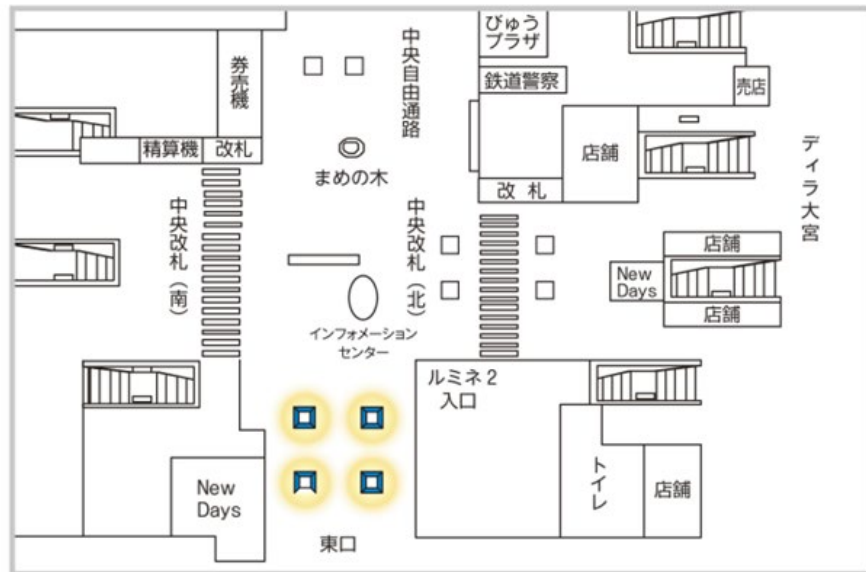 びゅう
プラザ
中央自由通路
券売機
鉄道警察
売店
精算機
改札
まめの木
店舗
ディラ大宮
改札
中央改札（南）
中央改札（北）
店舗
New
Days
店舗
インフォメーション
センター
ルミネ2
入口
トイレ
店舗
New
Days
東口